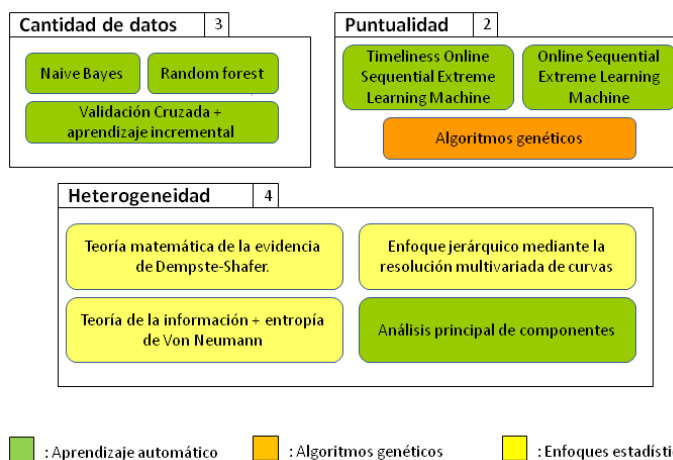 Cantidad de datos 3
Naive Bayes
Random forest
Validación Cruzada +
aprendizaje incremental
Puntualidad 2
Timeliness Online
Sequential Extreme
Learning Machine
Online Sequential
Extreme Learning
Machine
Algoritmos genéticos
Heterogeneidad 4
Teoría matemática de la evidencia
de Dempste-Shafer.
Enfoque jerárquico mediante la
resolución multivariada de curvas
Teoría de la información + entropía
de Von Neumann
Análisis principal de componentes
: Aprendizaje automático
: Algoritmos genéticos
: Enfoques